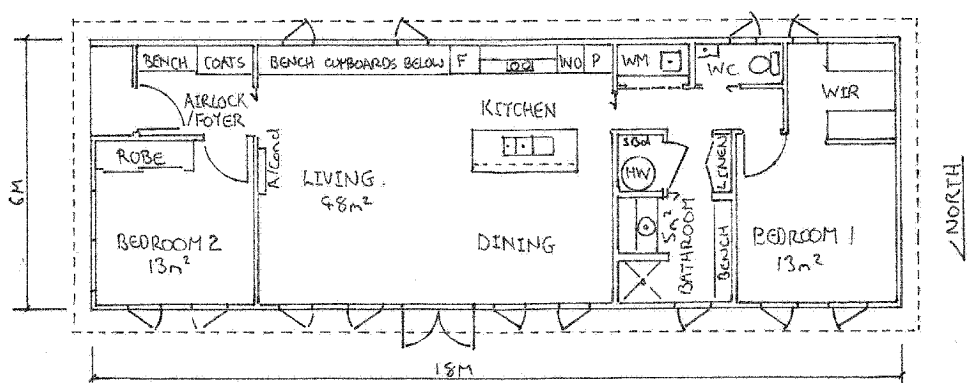 BENCH COATS
BENCH CUPBOARDS BELOW F WO P
WM
WC
WIR
AIRLOCK
/FOYER
KITCHEN
ROBE
A/Cond
LIVING
48m²
HW
LINEN
6M
NORTH
BEDROOM 2
13m²
DINING
5m²
BATHROOM
BENCH
BEDROOM 1
13m²
18M